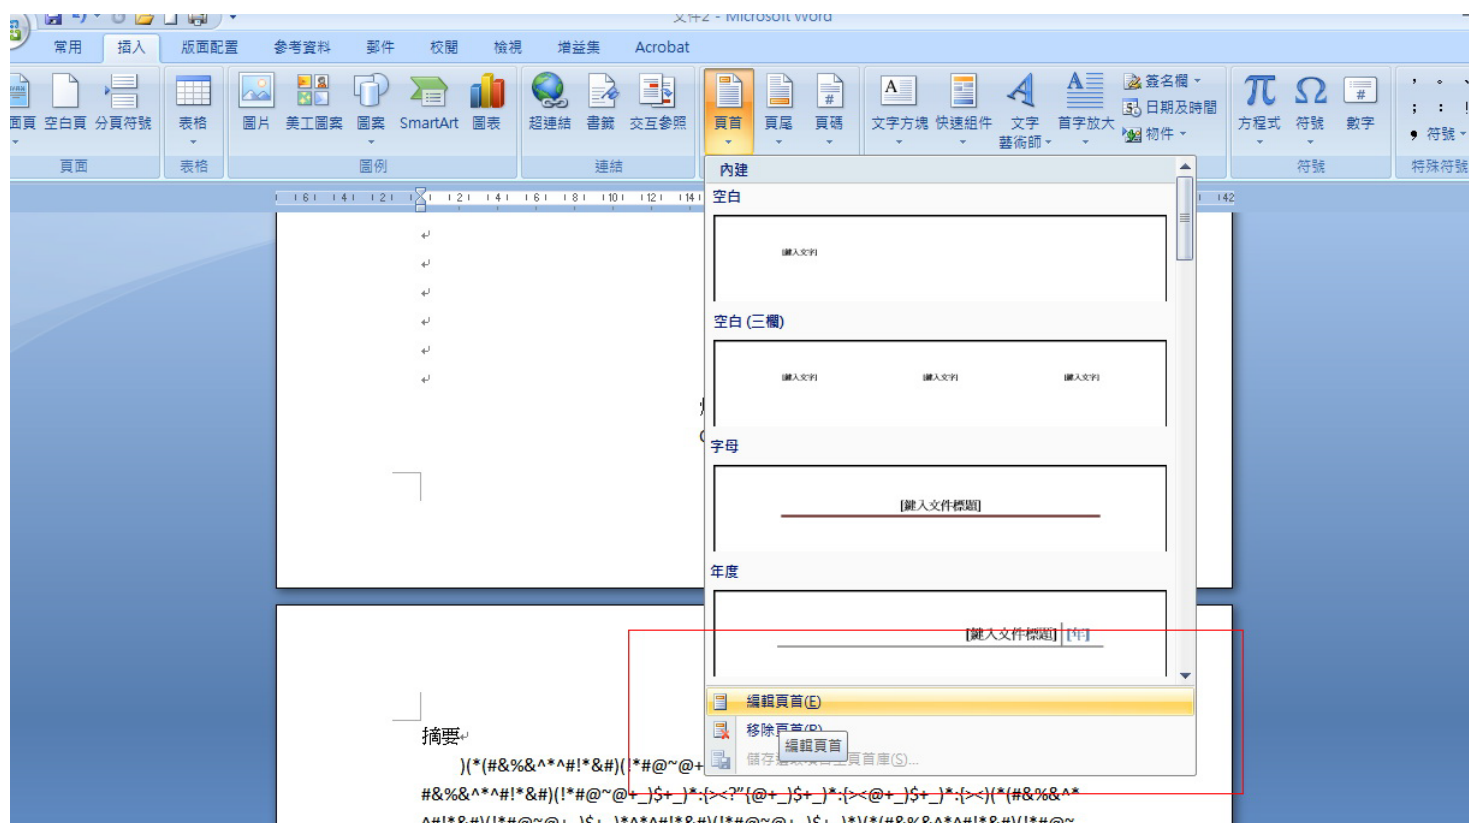 文件2 - Microsoft Word
常用 插入 版面配置 參考資料 郵件 校閱 檢視 增益集 Acrobat
面頁 空白頁 分頁符號 表格 圖片 美工圖案 圖案 SmartArt 圖表 超連結 書籤 交互參照 頁首 頁尾 頁碼 文字方塊 快速組件 文字藝術師 首字放大 簽名欄 日期及時間 物件 方程式 符號 數字 符號
頁面 表格 圖例 連結 符號 特殊符號
內建
空白
[鍵入文字]
空白 (三欄)
[鍵入文字] [鍵入文字] [鍵入文字]
字母
[鍵入文件標題]
年度
[鍵入文件標題] [年]
編輯頁首(E)
移除頁首(R)
編輯頁首
摘要
)(*(#&%&^*^#!*&#)(!*#@~@+
#&%&^*^#!*&#)(!*#@~@+_)$+_)*:{><?"{@+_)$+_)*:{><@+_)$+_)*:{><)(*(#&%&^*